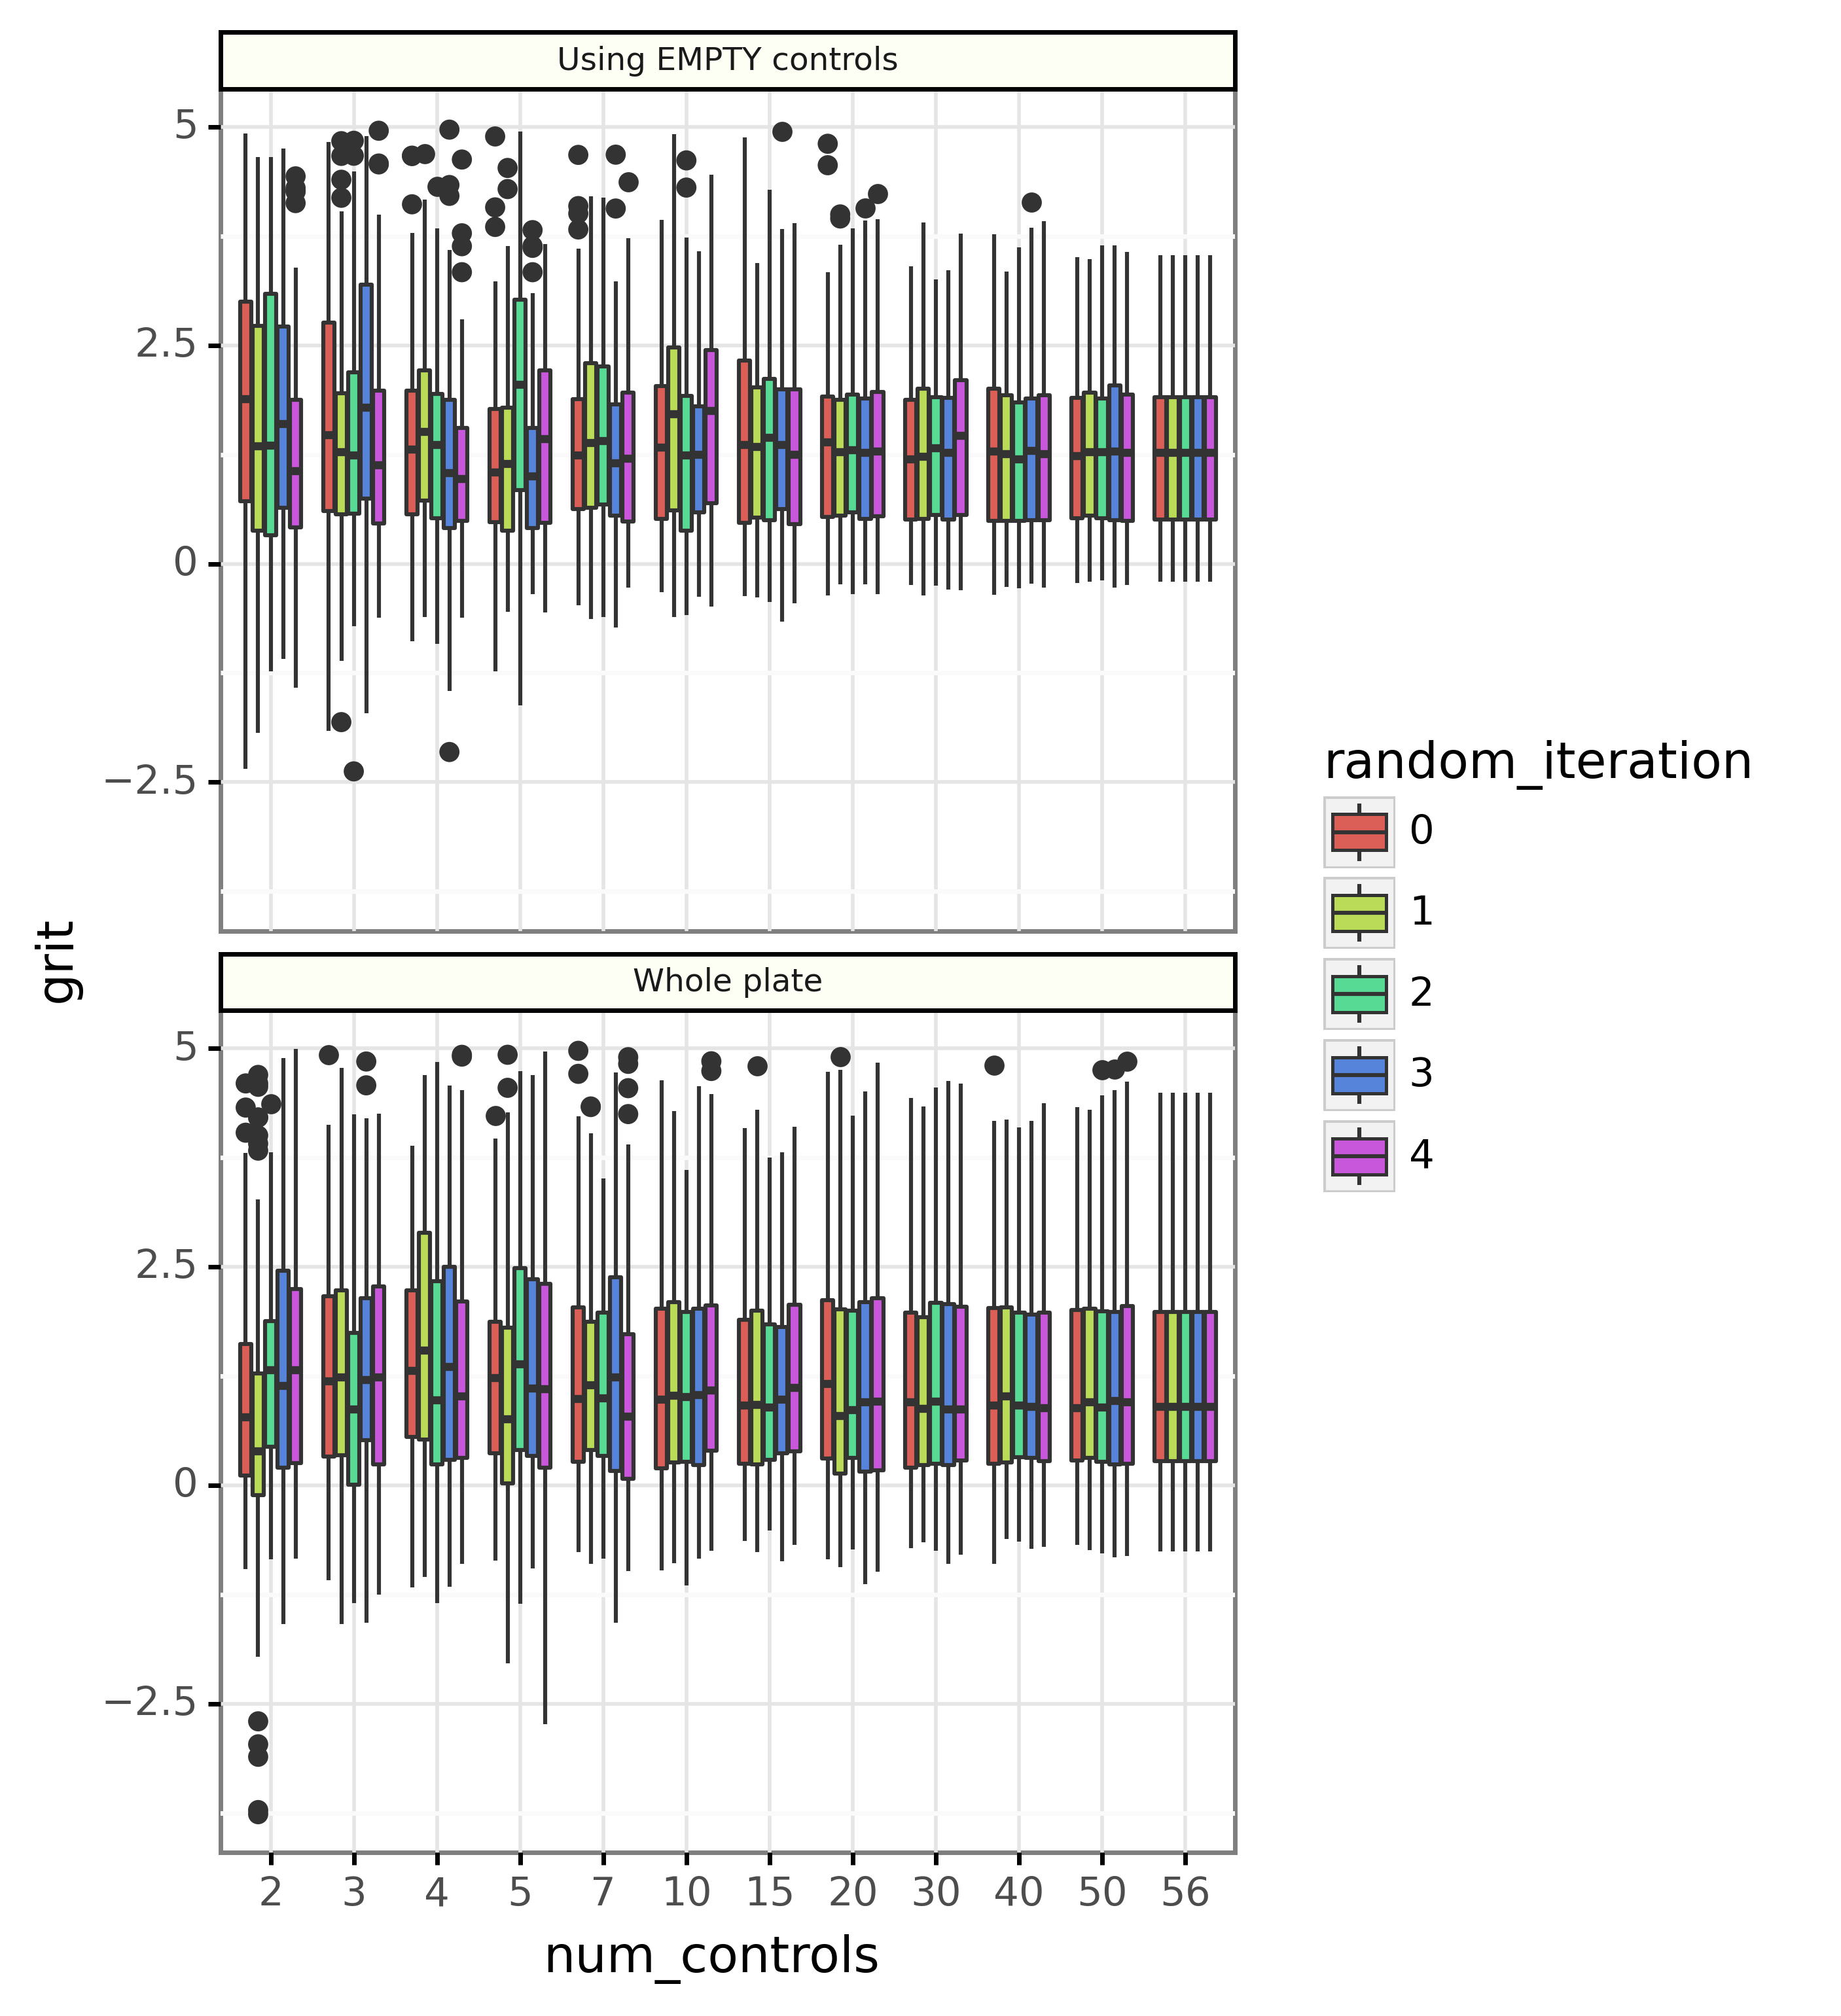 Using EMPTY controls
5
2.5
0
−2.5
grit
Whole plate
5
2.5
0
−2.5
2 3 4 5 7 10 15 20 30 40 50 56
num_controls
random_iteration
0
1
2
3
4